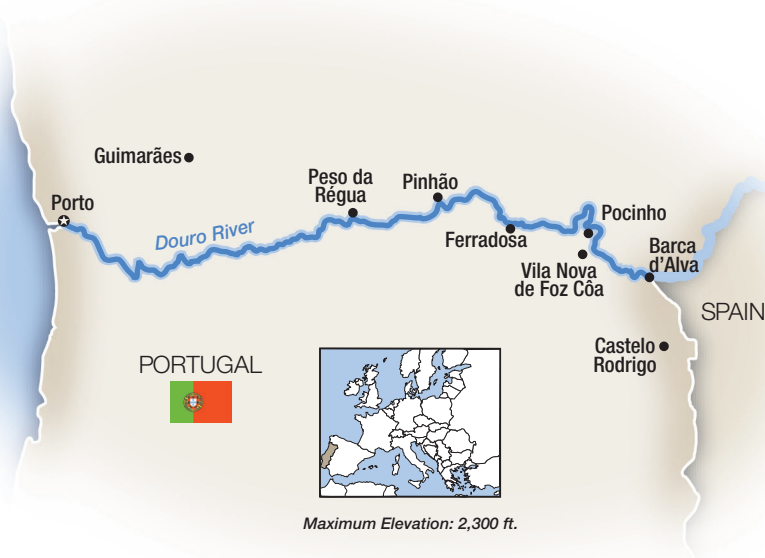 Guimarães
Porto
Peso da
Régua
Pinhão
Douro River
Ferradosa
Pocinho
Vila Nova
de Foz Côa
Barca
d'Alva
SPAIN
Castelo
Rodrigo
PORTUGAL
Maximum Elevation: 2,300 ft.